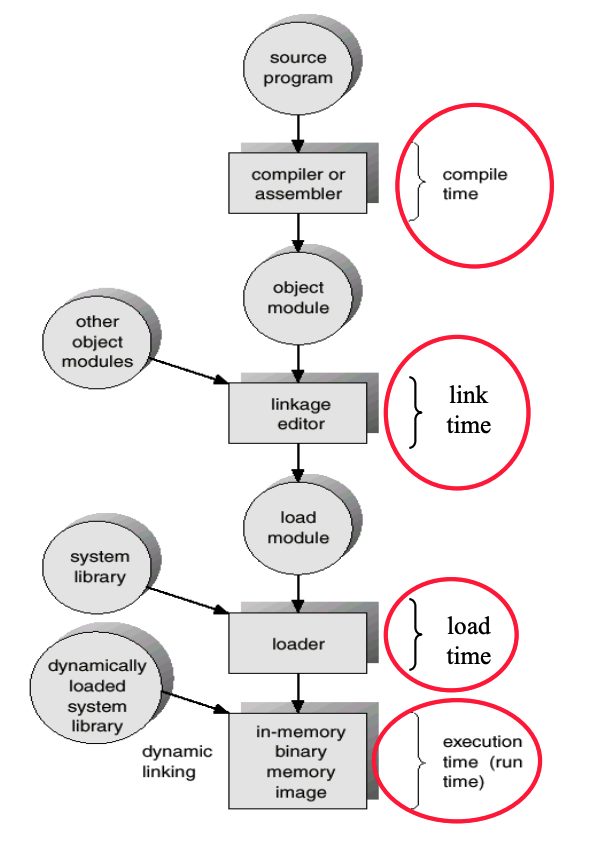 source
program
compiler or
assembler
compile
time
object
module
other
object
modules
linkage
editor
link
time
load
module
system
library
loader
load
time
dynamically
loaded
system
library
dynamic
linking
in-memory
binary
memory
image
execution
time (run
time)